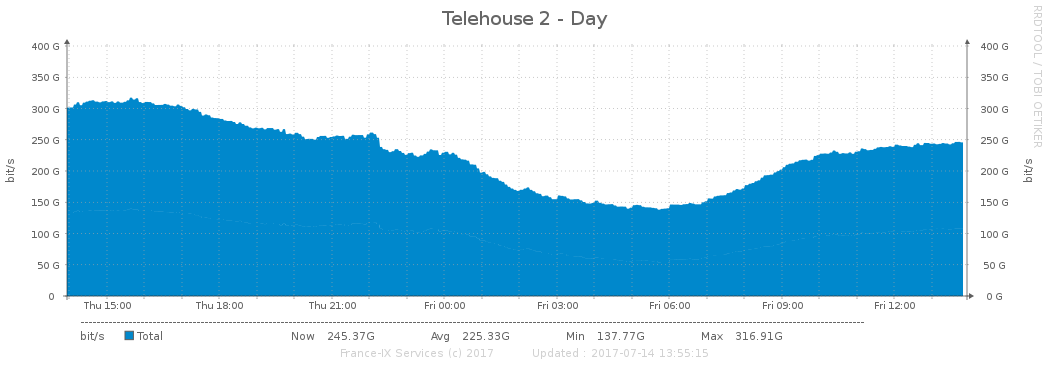 Telehouse 2 - Day
RRDTOOL / TOBI OETIKER
400 G 400 G
350 G 350 G
300 G 300 G
250 G 250 G
200 G 200 G
150 G 150 G
100 G 100 G
50 G 50 G
0 0 G
bit/s bit/s
Thu 15:00 Thu 18:00 Thu 21:00 Fri 00:00 Fri 03:00 Fri 06:00 Fri 09:00 Fri 12:00
bit/s Total Now 245.37G Avg 225.33G Min 137.77G Max 316.91G
France-IX Services (c) 2017 Updated : 2017-07-14 13:55:15